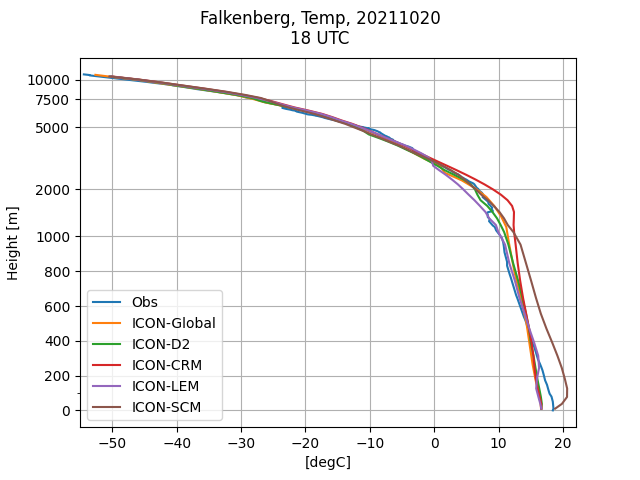 Falkenberg, Temp, 20211020
18 UTC
Height [m]
10000
7500
5000
2000
1000
800
600
400
200
0
Obs
ICON-Global
ICON-D2
ICON-CRM
ICON-LEM
ICON-SCM
−50
−40
−30
−20
−10
0
10
20
[degC]